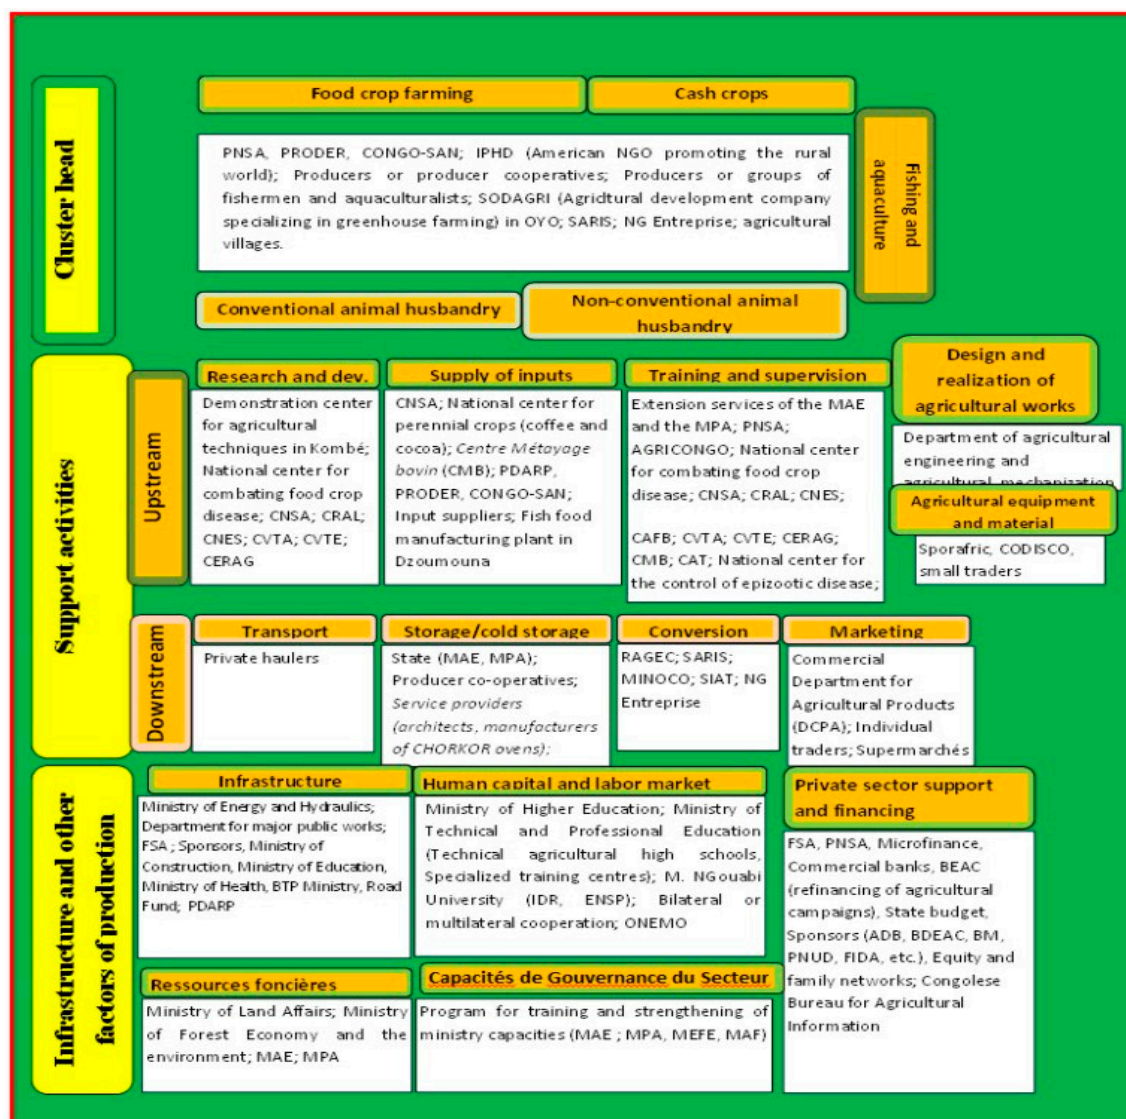 Cluster head
Food crop farming
Cash crops
PNSA, PRODER, CONGO-SAN; IPHD (American NGO promoting the rural
world); Producers or producer cooperatives; Producers or groups of
fishermen and aquaculturalists; SODAGRI (Agridtural development company
specializing in greenhouse farming) in OYO; SARIS; NG Entreprise; agricultural
villages.
Fishing and
aquaculture
Conventional animal husbandry
Non-conventional animal
husbandry
Support activities
Upstream
Research and dev.
Demonstration center
for agricultural
techniques in Kombé;
National center for
combating food crop
disease; CNSA; CRAL;
CNES; CVTA; CVTE;
CERAG
Supply of inputs
CNSA; National center for
perennial crops (coffee and
cocoa); Centre Métayage
bovin (CMB); PDARP,
PRODER, CONGO-SAN;
Input suppliers; Fish food
manufacturing plant in
Dzoumouna
Training and supervision
Extension services of the MAE
and the MPA; PNSA;
AGRICONGO; National center
for combating food crop
disease; CNSA; CRAL; CNES;
CAFB; CVTA; CVTE; CERAG;
CMB; CAT; National center for
the control of epizootic disease;
Design and
realization of
agricultural works
Department of agricultural
engineering and
agricultural mechanization
Agricultural equipment
and material
Sporafric, CODISCO,
small traders
Downstream
Transport
Private haulers
Storage/cold storage
State (MAE, MPA);
Producer co-operatives;
Service providers
(architects, manufacturers
of CHORKOR ovens);
Conversion
RAGEC; SARIS;
MINOCO; SIAT; NG
Entreprise
Marketing
Commercial
Department for
Agricultural Products
(DCPA); Individual
traders; Supermarchés
Infrastructure and other
factors of production
Infrastructure
Ministry of Energy and Hydraulics;
Department for major public works;
FSA ; Sponsors, Ministry of
Construction, Ministry of Education,
Ministry of Health, BTP Ministry, Road
Fund; PDARP
Human capital and labor market
Ministry of Higher Education; Ministry of
Technical and Professional Education
(Technical agricultural high schools,
Specialized training centres); M. NGouabi
University (IDR, ENSP); Bilateral or
multilateral cooperation; ONEMO
Private sector support
and financing
FSA, PNSA, Microfinance,
Commercial banks, BEAC
(refinancing of agricultural
campaigns), State budget,
Sponsors (ADB, BDEAC, BM,
PNUD, FIDA, etc.), Equity and
family networks; Congolese
Bureau for Agricultural
Information
Ressources foncières
Ministry of Land Affairs; Ministry
of Forest Economy and the
environment; MAE; MPA
Capacités de Gouvernance du Secteur
Program for training and strengthening of
ministry capacities (MAE ; MPA, MEFE, MAF)